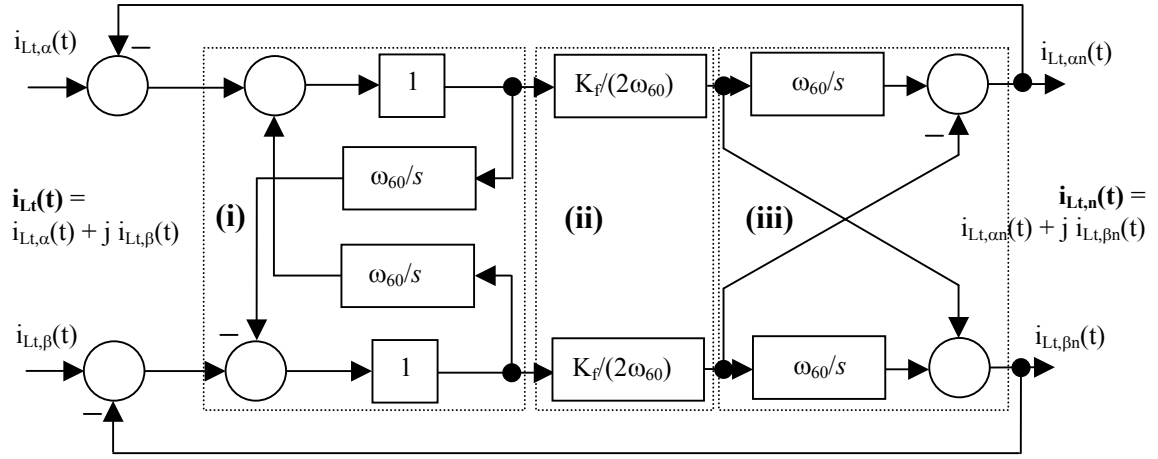 i_Lt,α(t)
–
1
K_f/(2ω_60)
ω_60/s
i_Lt,αn(t)
–
ω_60/s
i_Lt(t) =
i_Lt,α(t) + j i_Lt,β(t)
(i)
(ii)
(iii)
i_Lt,n(t) =
i_Lt,αn(t) + j i_Lt,βn(t)
ω_60/s
i_Lt,β(t)
–
1
K_f/(2ω_60)
ω_60/s
i_Lt,βn(t)
–